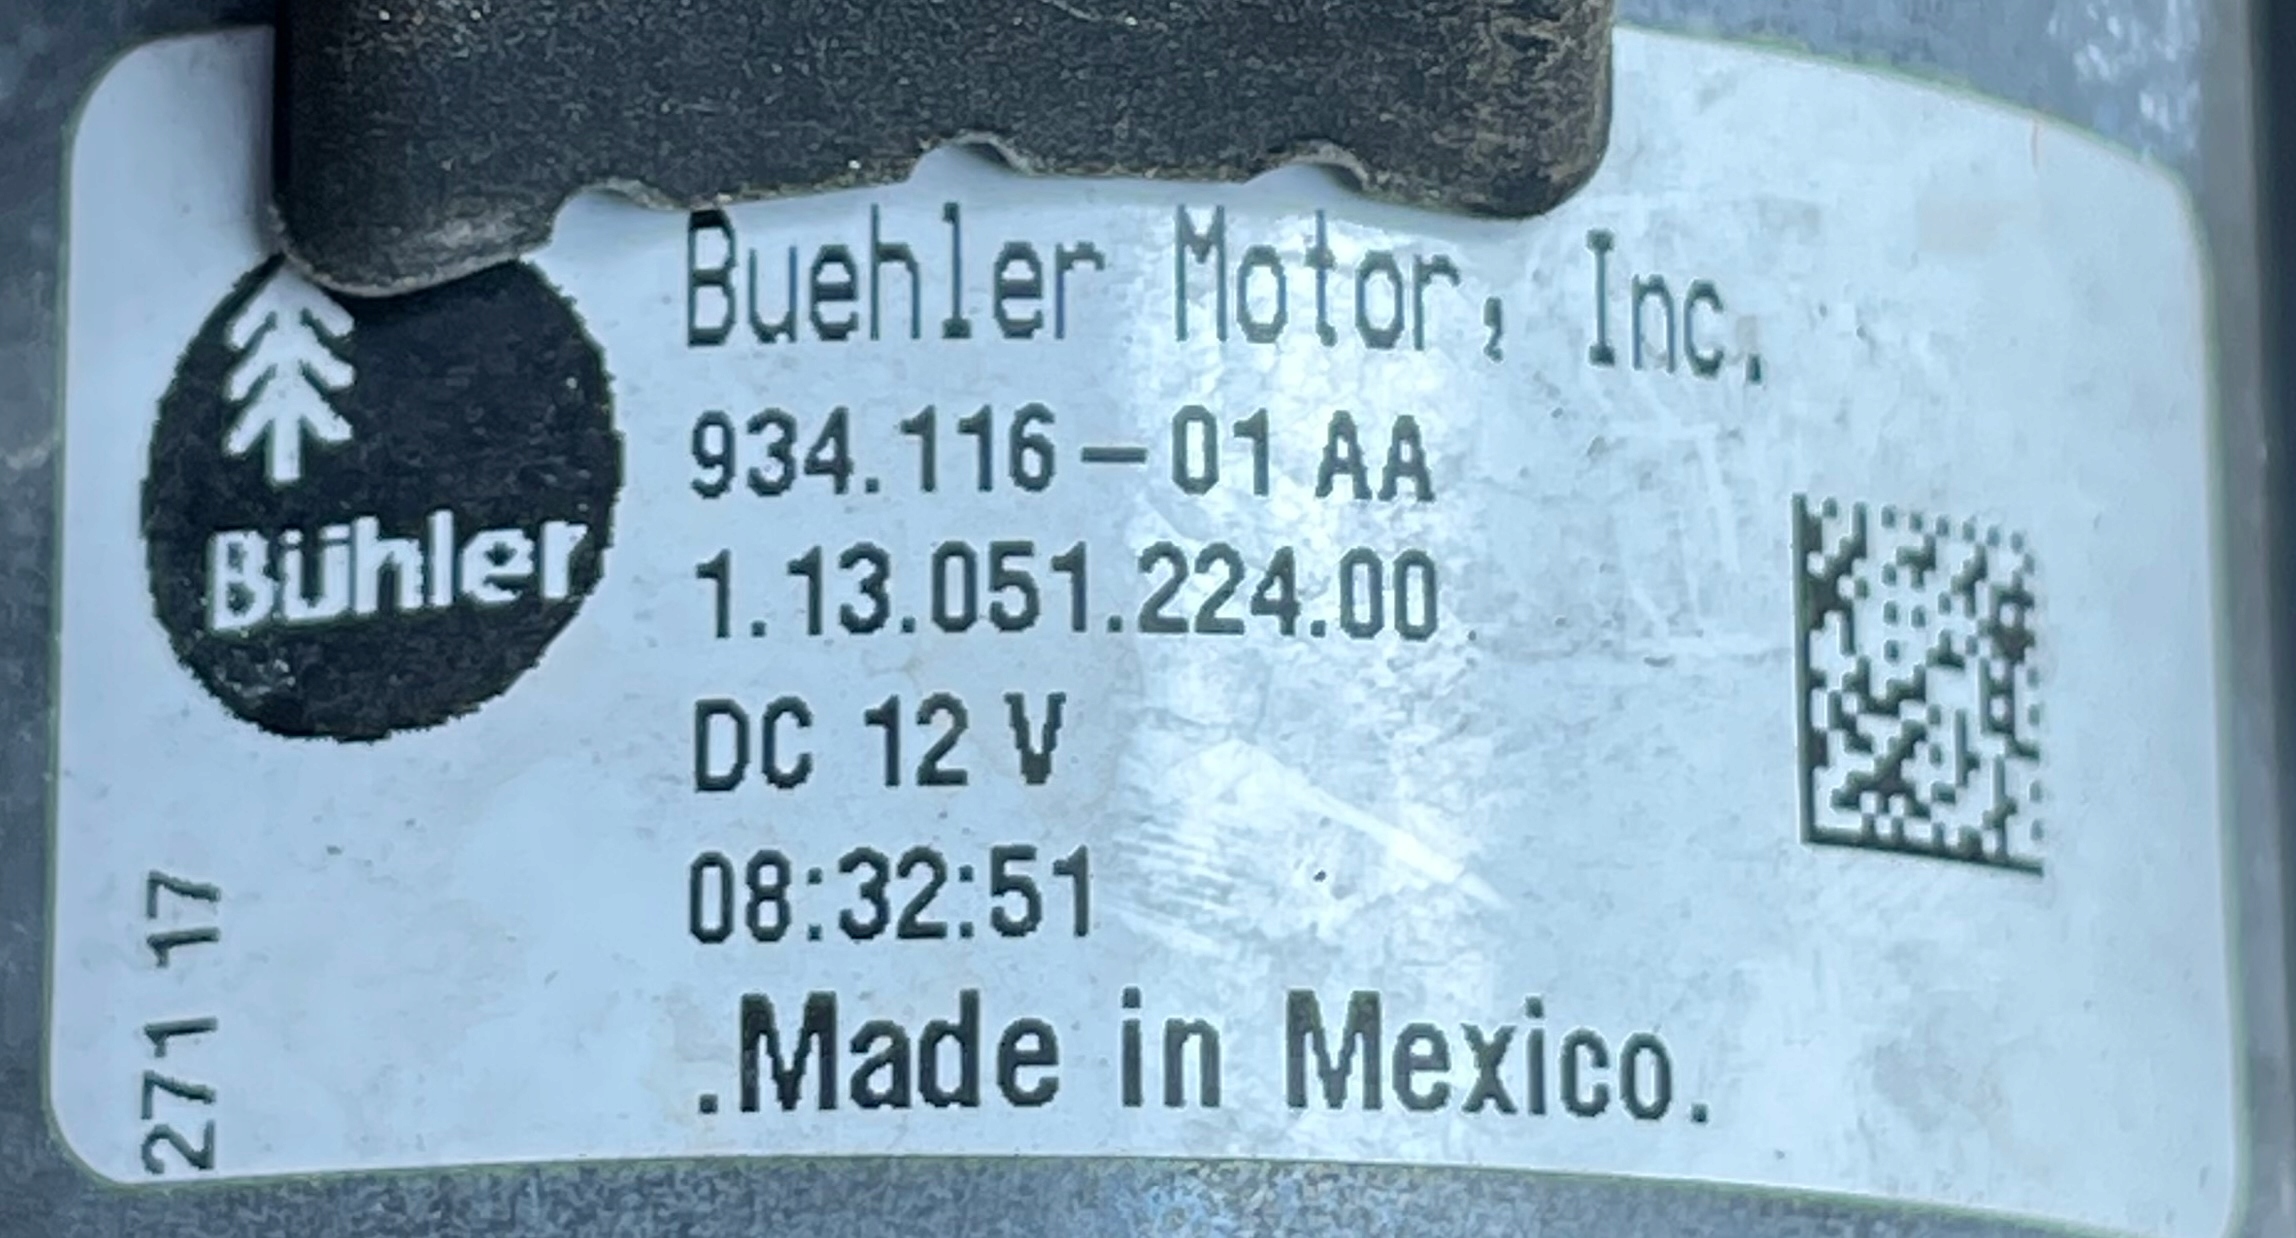 Buehler Motor, Inc.
Bühler
934.116-01 AA
1.13.051.224.00
DC 12 V
08:32:51
.Made in Mexico.
271 17